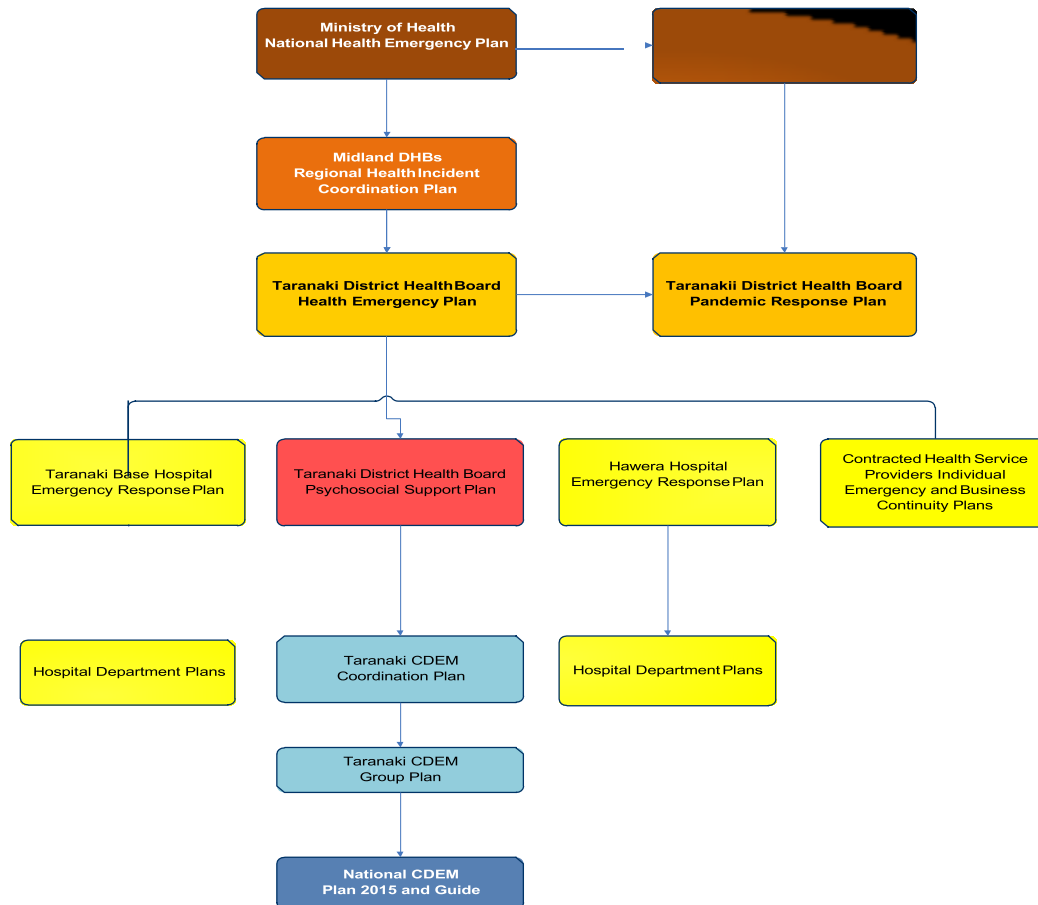 Ministry of Health
National Health Emergency Plan
Midland DHBs
Regional Health Incident
Coordination Plan
Taranaki District Health Board
Health Emergency Plan
Taranakii District Health Board
Pandemic Response Plan
Taranaki Base Hospital
Emergency Response Plan
Taranaki District Health Board
Psychosocial Support Plan
Hawera Hospital
Emergency Response Plan
Contracted Health Service
Providers Individual
Emergency and Business
Continuity Plans
Hospital Department Plans
Taranaki CDEM
Coordination Plan
Hospital Department Plans
Taranaki CDEM
Group Plan
National CDEM
Plan 2015 and Guide